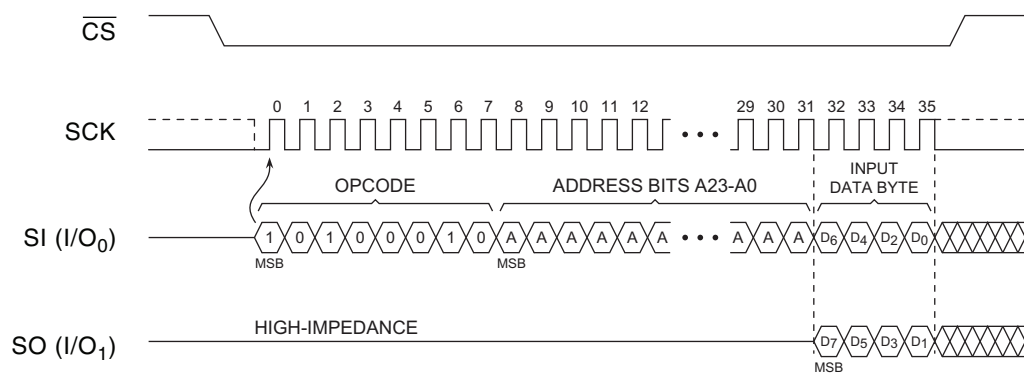 CS
0 1 2 3 4 5 6 7 8 9 10 11 12 29 30 31 32 33 34 35
SCK
INPUT
OPCODE ADDRESS BITS A23-A0 DATA BYTE
SI (I/O0) 1 0 1 0 0 0 1 0 A A A A A A A A A D6 D4 D2 D0
MSB MSB
HIGH-IMPEDANCE
SO (I/O1) D7 D5 D3 D1
MSB